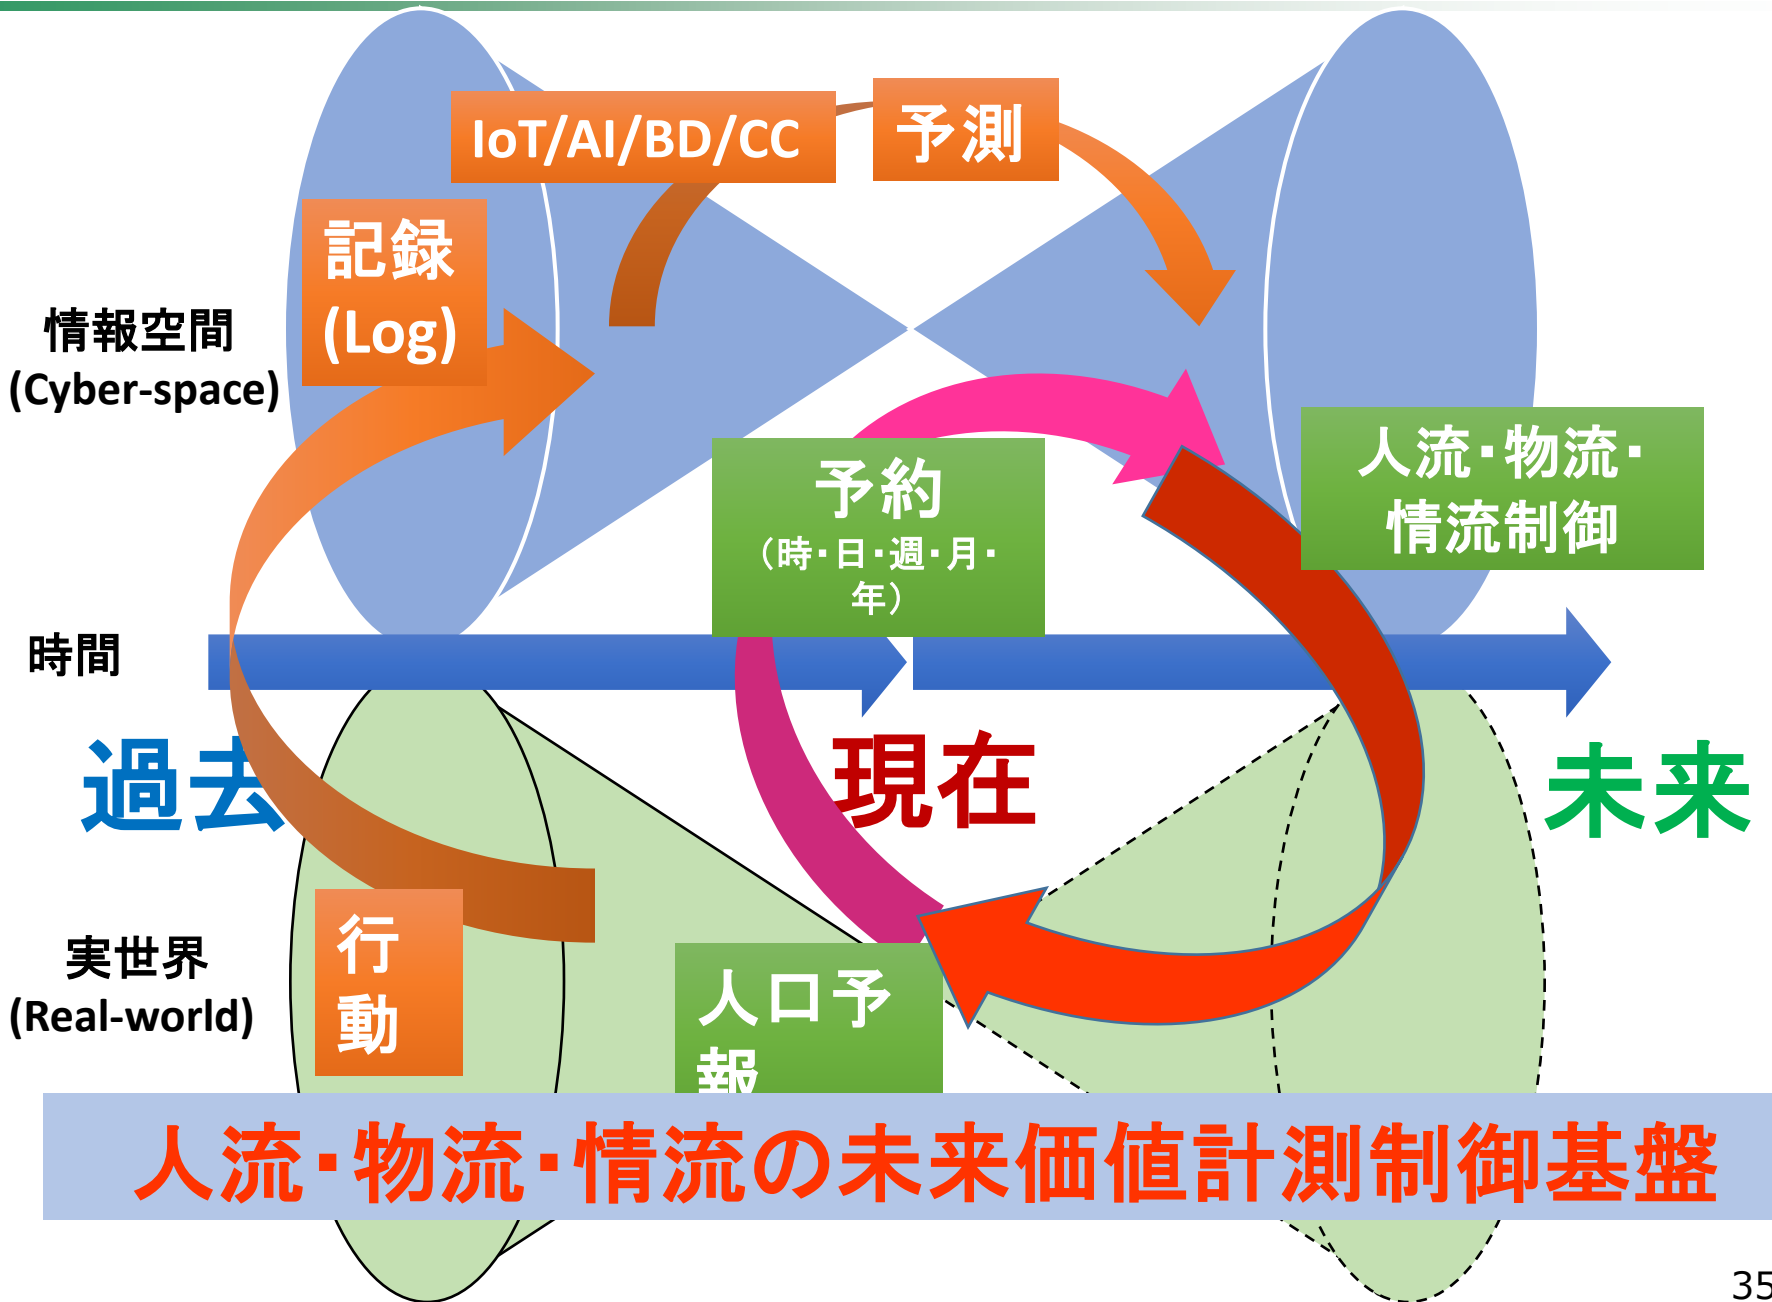 IoT/AI/BD/CC
予測
記録
(Log)
情報空間
(Cyber-space)
人流・物流・
情流制御
予約
（時・日・週・月・
年）
時間
過去
現在
未来
実世界
(Real-world)
行
動
人口予
報
人流・物流・情流の未来価値計測制御基盤
35